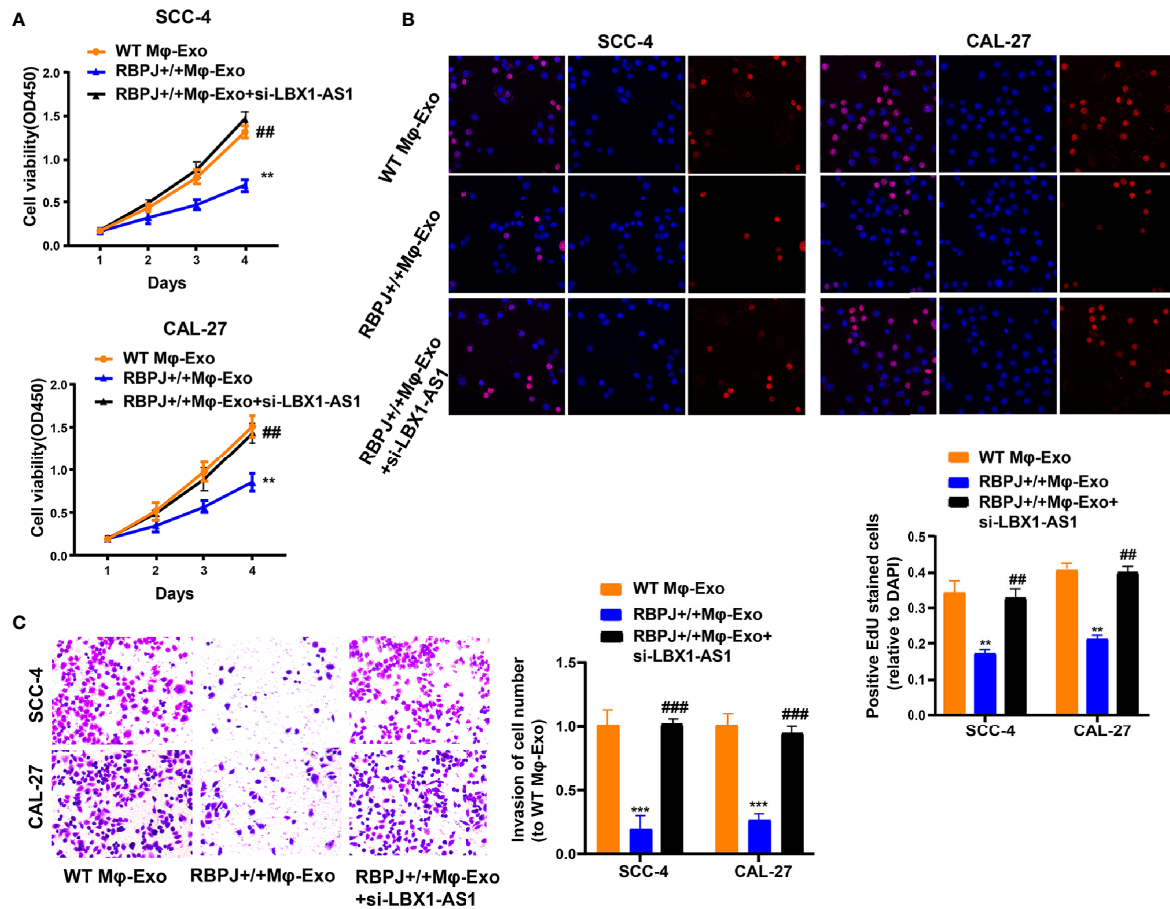 A
SCC-4
WT Mφ-Exo
RBPJ+/+Mφ-Exo
RBPJ+/+Mφ-Exo+si-LBX1-AS1
Cell viability(OD450)
1.5
1.0
0.5
0.0
##
**
1 2 3 4
Days
CAL-27
WT Mφ-Exo
RBPJ+/+Mφ-Exo
RBPJ+/+Mφ-Exo+si-LBX1-AS1
Cell viability(OD450)
2.0
1.5
1.0
0.5
0.0
##
**
1 2 3 4
Days
B
SCC-4 CAL-27
WT Mφ-Exo
RBPJ+/+Mφ-Exo
RBPJ+/+Mφ-Exo
+si-LBX1-AS1
WT Mφ-Exo
RBPJ+/+Mφ-Exo
RBPJ+/+Mφ-Exo+
si-LBX1-AS1
Positive EdU stained cells
(relative to DAPI)
0.5
0.4
0.3
0.2
0.1
0.0
** ## ** ##
SCC-4 CAL-27
C
SCC-4
CAL-27
WT Mφ-Exo RBPJ+/+Mφ-Exo RBPJ+/+Mφ-Exo
+si-LBX1-AS1
WT Mφ-Exo
RBPJ+/+Mφ-Exo
RBPJ+/+Mφ-Exo+
si-LBX1-AS1
Invasion of cell number
(to WT Mφ-Exo)
1.5
1.0
0.5
0.0
*** ### *** ###
SCC-4 CAL-27